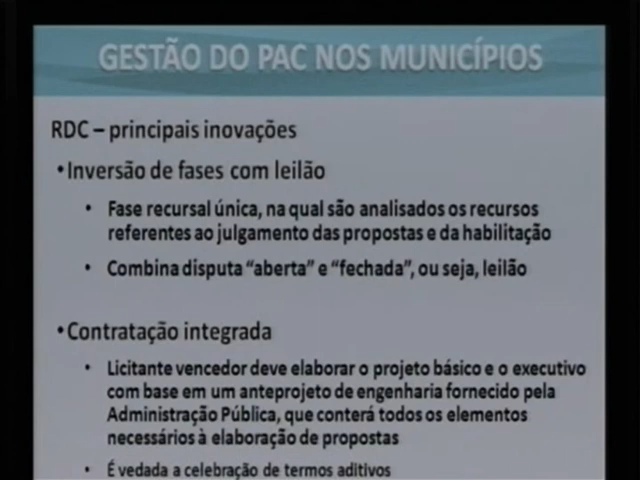 GESTÃO DO PAC NOS MUNICÍPIOS
RDC – principais inovações
•Inversão de fases com leilão
• Fase recursal única, na qual são analisados os recursos
referentes ao julgamento das propostas e da habilitação
• Combina disputa "aberta" e "fechada", ou seja, leilão
•Contratação integrada
• Licitante vencedor deve elaborar o projeto básico e o executivo
com base em um anteprojeto de engenharia fornecido pela
Administração Pública, que conterá todos os elementos
necessários à elaboração de propostas
• É vedada a celebração de termos aditivos